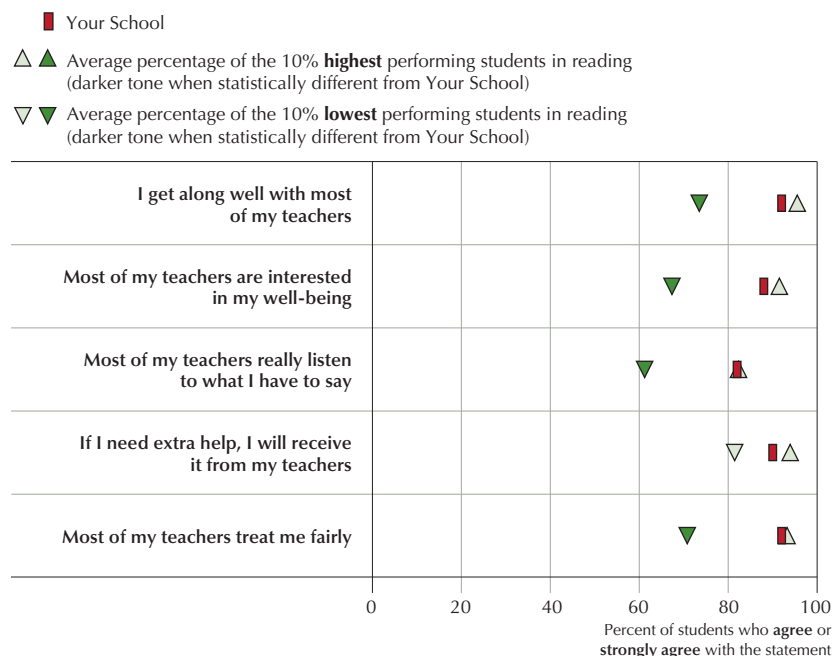 Your School
Average percentage of the 10% highest performing students in reading
(darker tone when statistically different from Your School)
Average percentage of the 10% lowest performing students in reading
(darker tone when statistically different from Your School)
I get along well with most
of my teachers
Most of my teachers are interested
in my well-being
Most of my teachers really listen
to what I have to say
If I need extra help, I will receive
it from my teachers
Most of my teachers treat me fairly
0 20 40 60 80 100
Percent of students who agree or
strongly agree with the statement